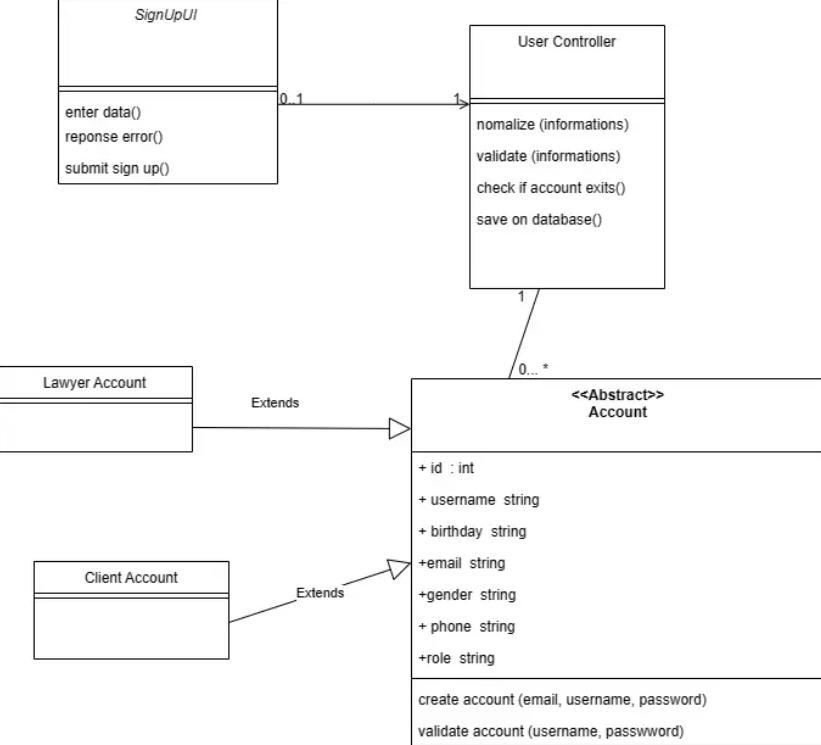 SignUpUI
enter data()
reponse error()
submit sign up()
0..1
1
User Controller
nomalize (informations)
validate (informations)
check if account exits()
save on database()
1
0... *
Lawyer Account
Extends
Client Account
Extends
<<Abstract>>
Account
+ id : int
+ username string
+ birthday string
+email string
+gender string
+ phone string
+role string
create account (email, username, password)
validate account (username, passwword)